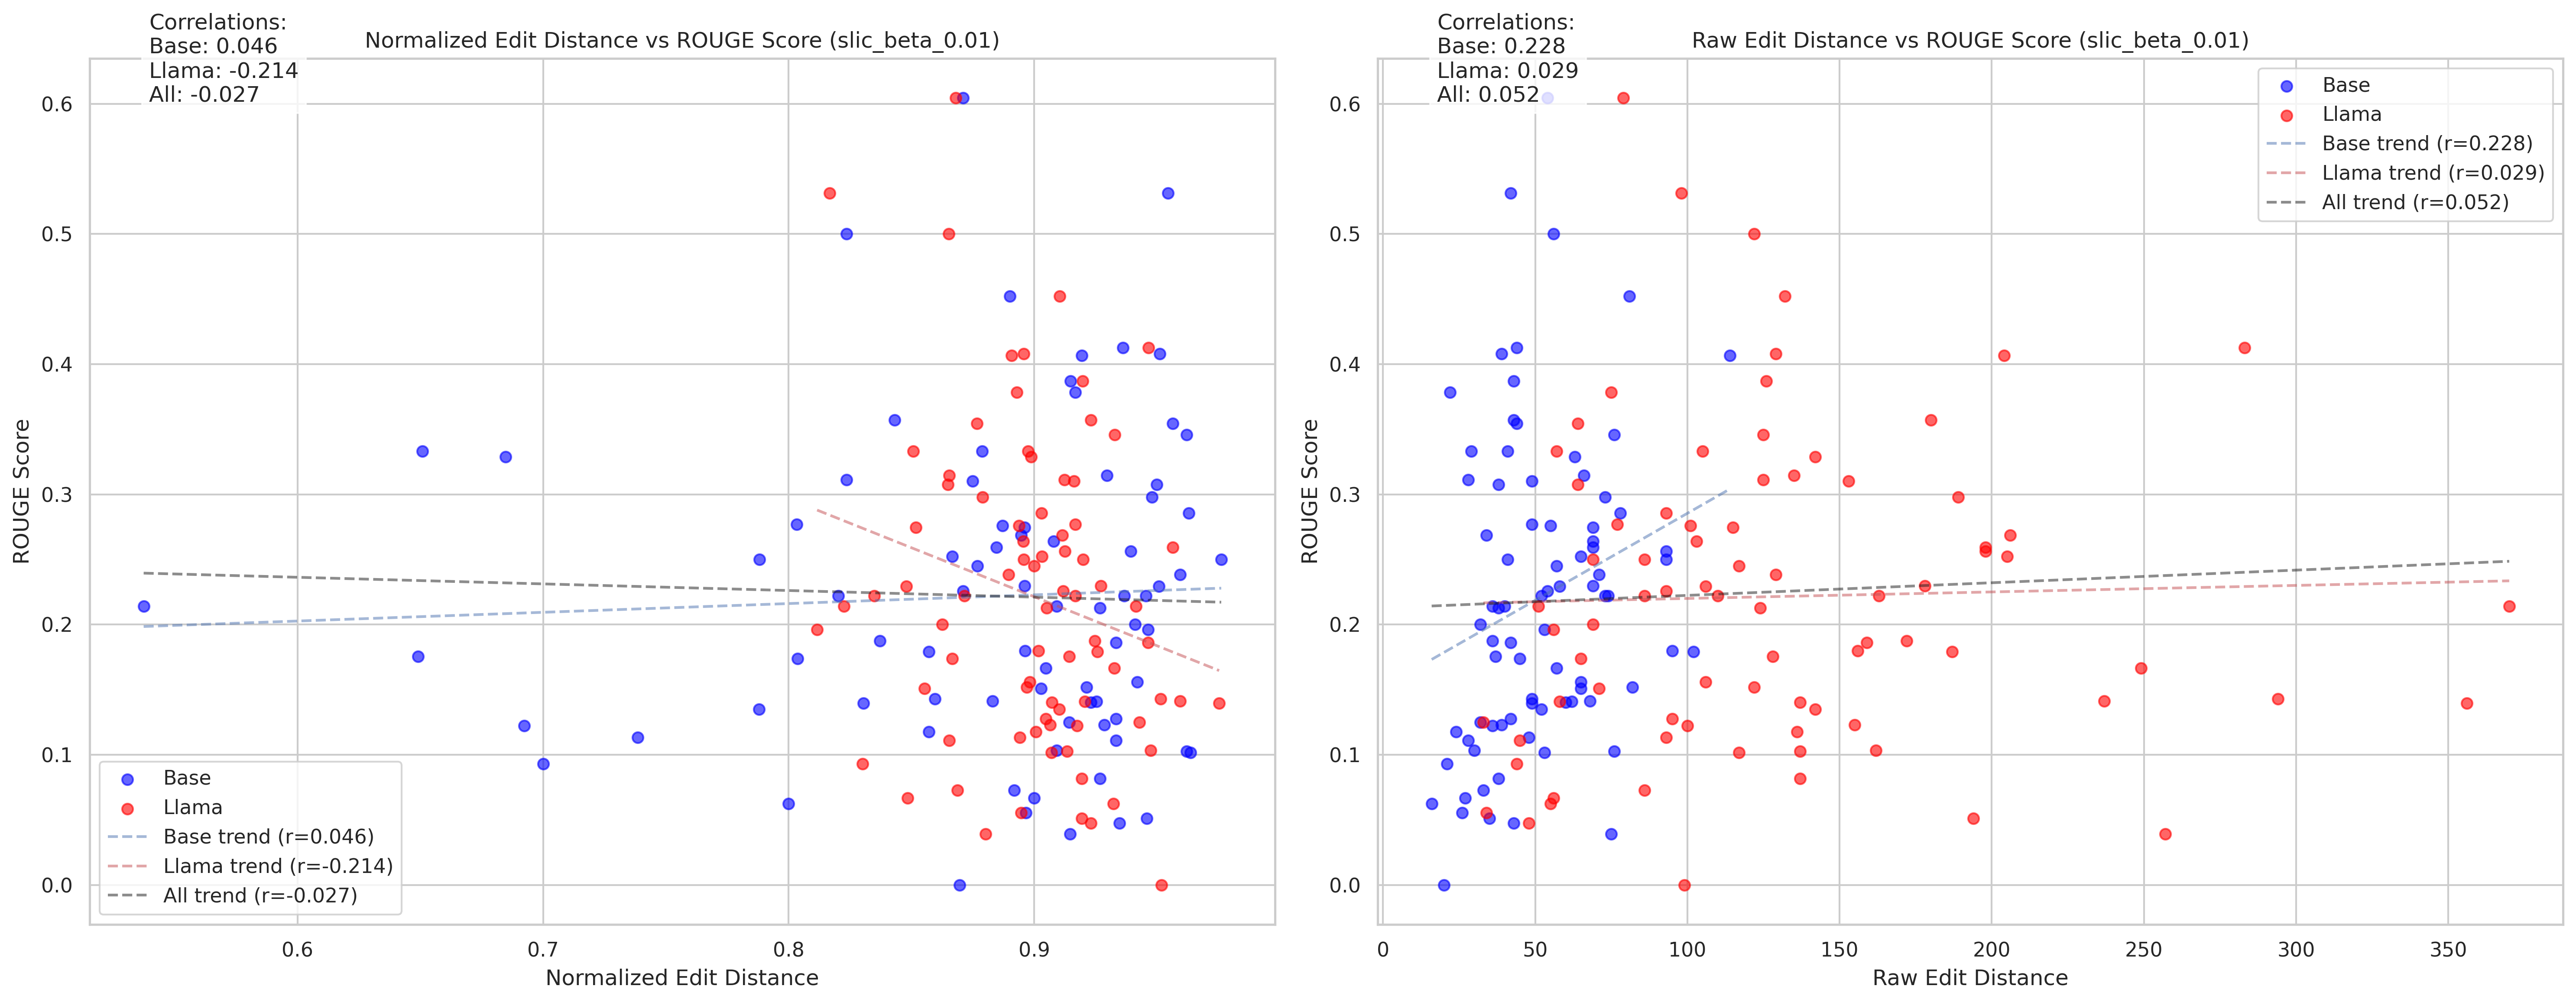 Correlations:
Base: 0.046
Llama: -0.214
All: -0.027
Normalized Edit Distance vs ROUGE Score (slic_beta_0.01)
ROUGE Score
0.6
0.5
0.4
0.3
0.2
0.1
0.0
Base
Llama
Base trend (r=0.046)
Llama trend (r=-0.214)
All trend (r=-0.027)
0.6
0.7
0.8
0.9
Normalized Edit Distance
Correlations:
Base: 0.228
Llama: 0.029
All: 0.052
Raw Edit Distance vs ROUGE Score (slic_beta_0.01)
ROUGE Score
0.6
0.5
0.4
0.3
0.2
0.1
0.0
Base
Llama
Base trend (r=0.228)
Llama trend (r=0.029)
All trend (r=0.052)
0
50
100
150
200
250
300
350
Raw Edit Distance